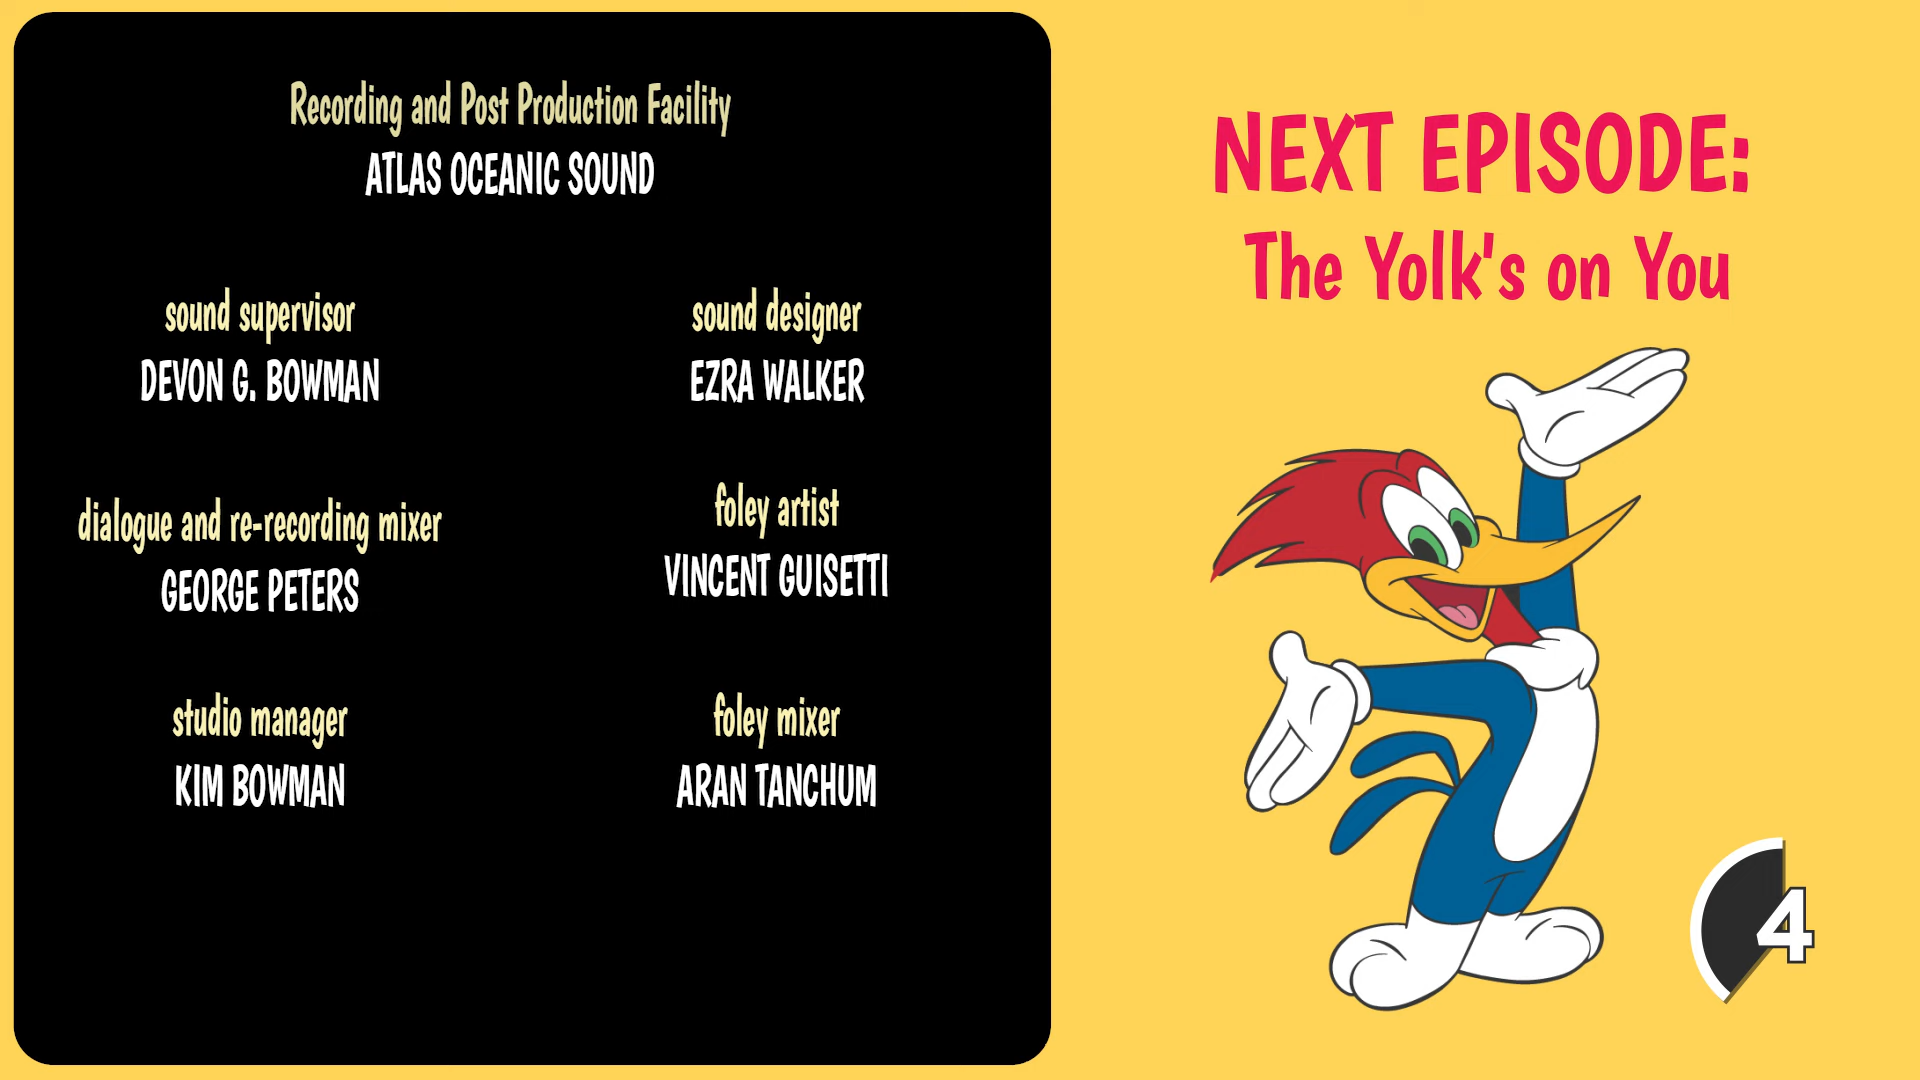 Recording and Post Production Facility
ATLAS OCEANIC SOUND
sound supervisor
DEVON G. BOWMAN
sound designer
EZRA WALKER
dialogue and re-recording mixer
GEORGE PETERS
foley artist
VINCENT GUISETTI
studio manager
KIM BOWMAN
foley mixer
ARAN TANCHUM
NEXT EPISODE:
The Yolk's on You
4